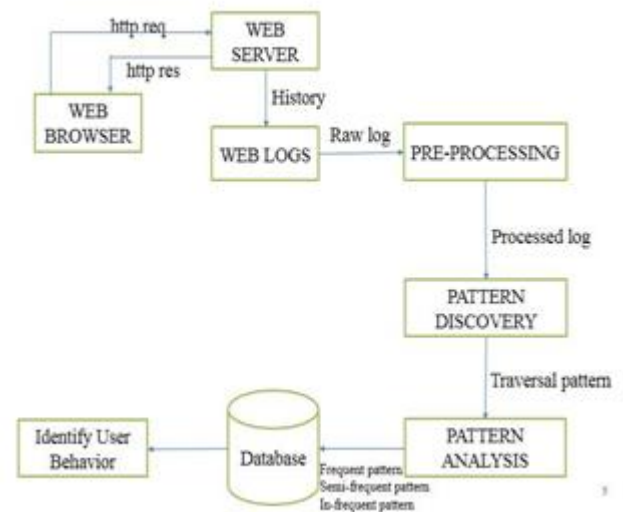 http req
WEB
SERVER
http res
History
WEB
BROWSER
WEB LOGS
Raw log
PRE-PROCESSING
Processed log
PATTERN
DISCOVERY
Traversal pattern
PATTERN
ANALYSIS
Frequent pattern
Semi-frequent pattern
In-frequent pattern
Database
Identify User
Behavior